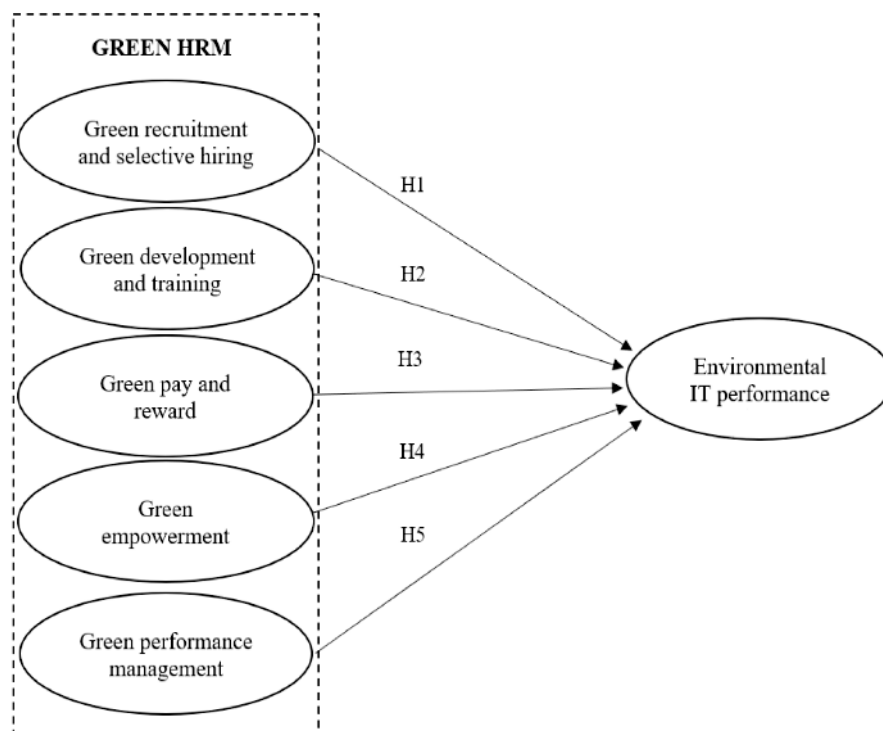 GREEN HRM
Green recruitment
and selective hiring
H1
Green development
and training
H2
Green pay and
reward
H3
Environmental
IT performance
Green
empowerment
H4
Green performance
management
H5